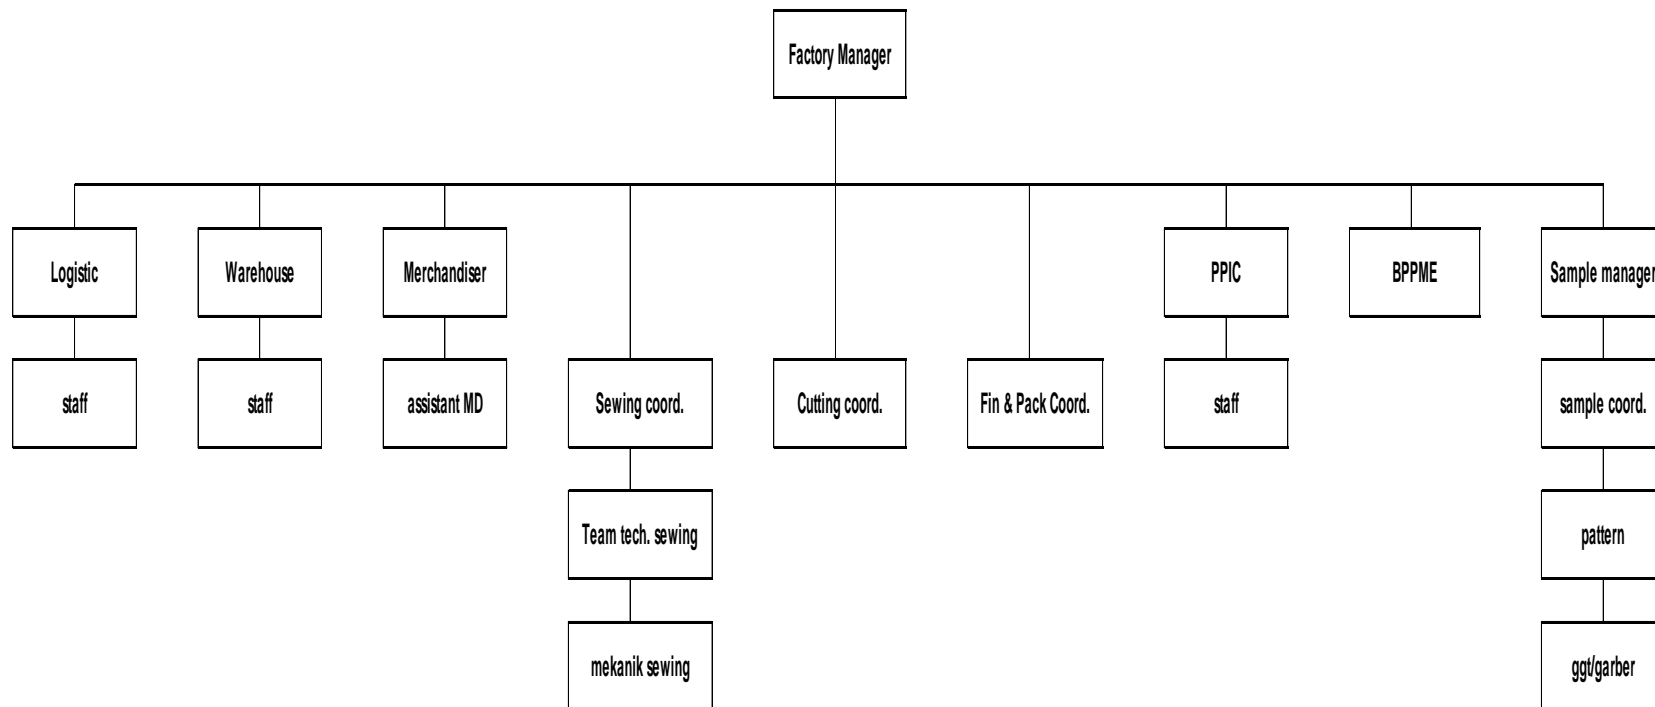 Factory Manager
Logistic
Warehouse
Merchandiser
PPIC
BPPME
Sample manager
staff
staff
assistant MD
Sewing coord.
Cutting coord.
Fin & Pack Coord.
staff
sample coord.
Team tech. sewing
pattern
mekanik sewing
ggt/garber